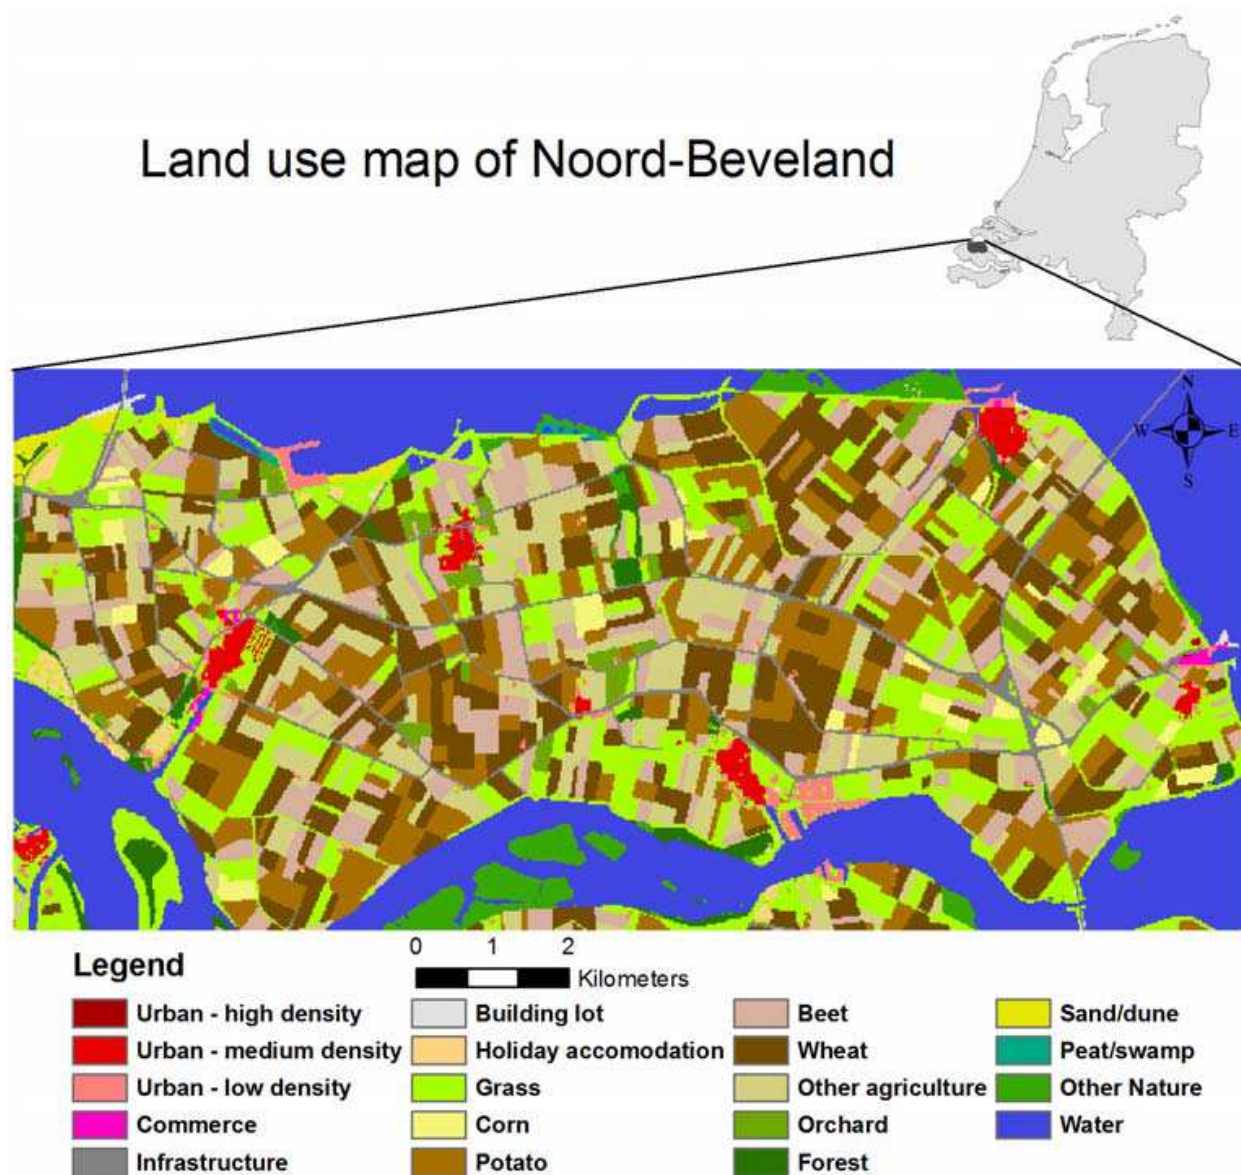 Land use map of Noord-Beveland
N
W E
S
0 1 2
Kilometers
Legend
Urban - high density
Urban - medium density
Urban - low density
Commerce
Infrastructure
Building lot
Holiday accomodation
Grass
Corn
Potato
Beet
Wheat
Other agriculture
Orchard
Forest
Sand/dune
Peat/swamp
Other Nature
Water